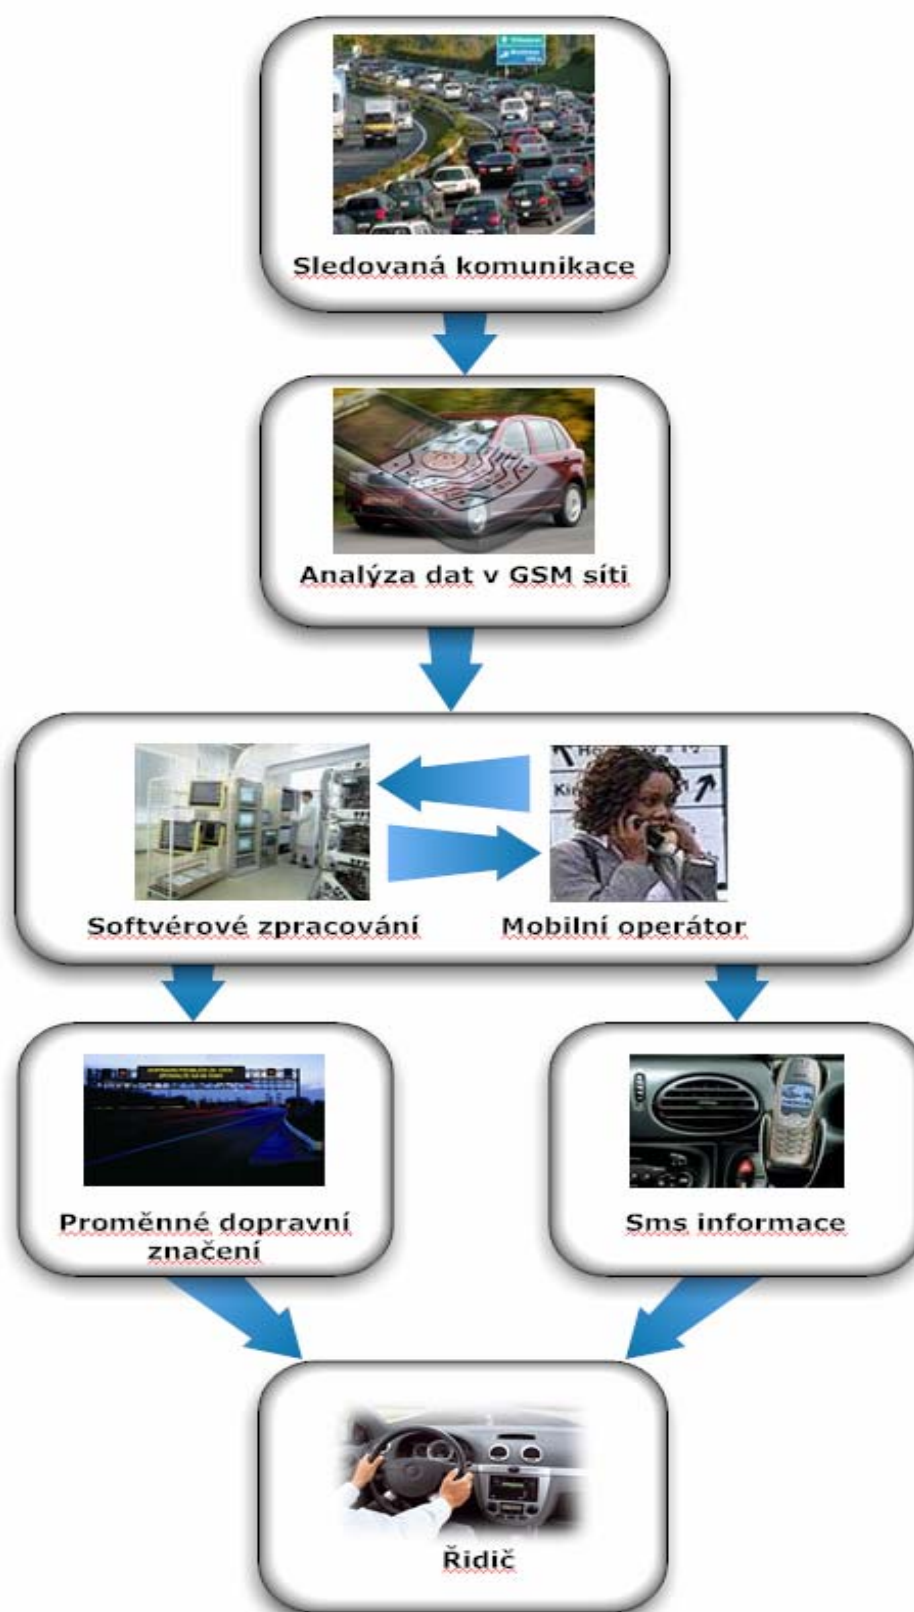 Sledovaná komunikace
Analýza dat v GSM síti
Softvérové zpracování
Mobilní operátor
Proměnné dopravní
značení
Sms informace
Řidič